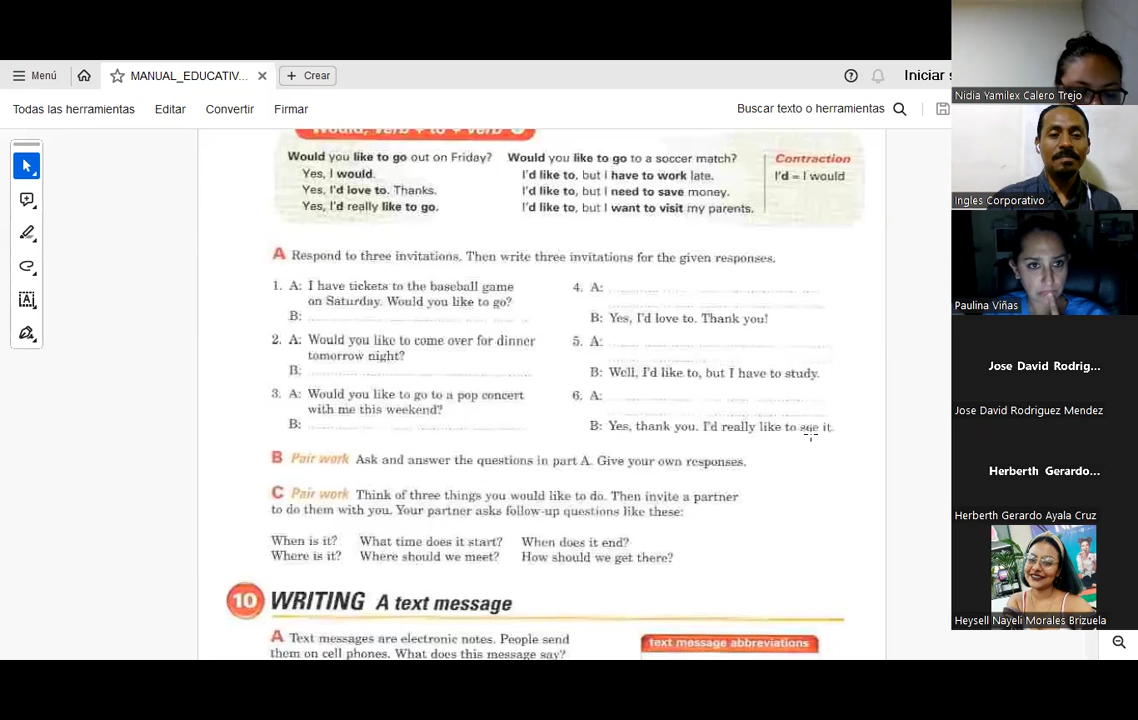 Menú
MANUAL_EDUCATIV...
Crear
Iniciar s
Todas las herramientas
Editar
Convertir
Firmar
Buscar texto o herramientas
Would, verb + to + verb
Would you like to go out on Friday?
Yes, I would.
Yes, I'd love to. Thanks.
Yes, I'd really like to go.
Would you like to go to a soccer match?
I'd like to, but I have to work late.
I'd like to, but I need to save money.
I'd like to, but I want to visit my parents.
Contraction
I'd = I would
A Respond to three invitations. Then write three invitations for the given responses.
1. A: I have tickets to the baseball game
on Saturday. Would you like to go?
B:
2. A: Would you like to come over for dinner
tomorrow night?
B:
3. A: Would you like to go to a pop concert
with me this weekend?
B:
4. A:
B: Yes, I'd love to. Thank you!
5. A:
B: Well, I'd like to, but I have to study.
6. A:
B: Yes, thank you. I'd really like to see it.
B Pair work Ask and answer the questions in part A. Give your own responses.
C Pair work Think of three things you would like to do. Then invite a partner
to do them with you. Your partner asks follow-up questions like these:
When is it? What time does it start? When does it end?
Where is it? Where should we meet? How should we get there?
10 WRITING A text message
A Text messages are electronic notes. People send
them on cell phones. What does this message say?
text message abbreviations
Nidia Yamilex Calero Trejo
Ingles Corporativo
Paulina Viñas
Jose David Rodrig...
Jose David Rodriguez Mendez
Herberth Gerardo...
Herberth Gerardo Ayala Cruz
Heysell Nayeli Morales Brizuela